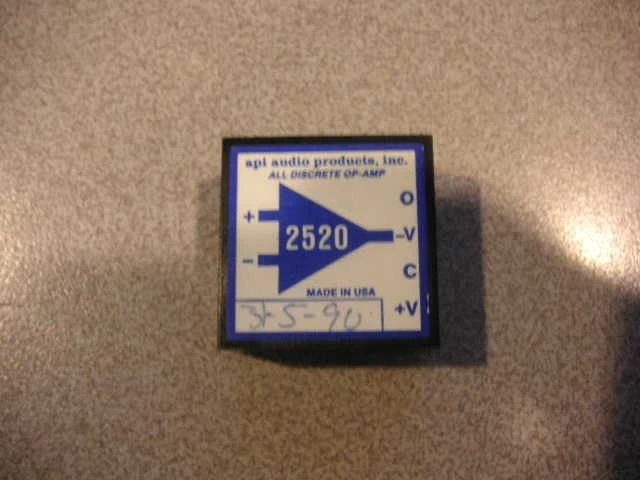 api audio products, inc.
ALL DISCRETE OP-AMP
O
+
2520
-V
-
C
MADE IN USA
+V